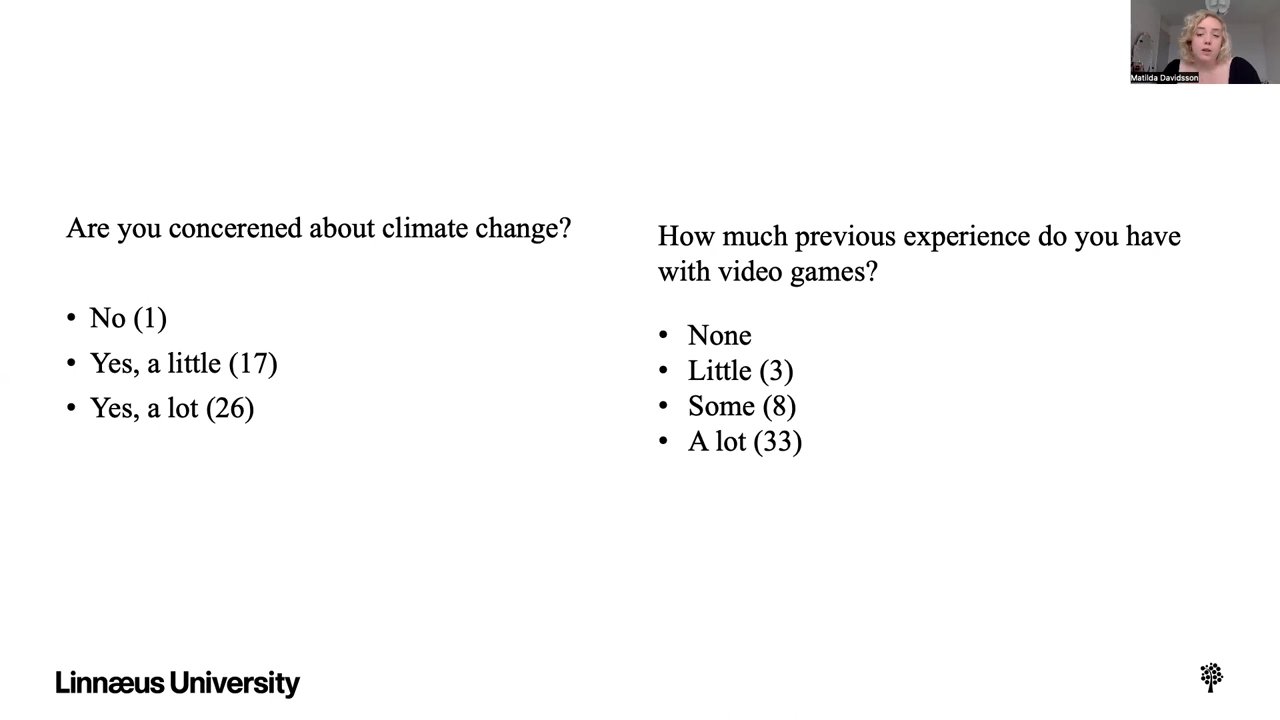 Matilda Davidsson
Are you concerened about climate change?
• No (1)
• Yes, a little (17)
• Yes, a lot (26)
How much previous experience do you have
with video games?
• None
• Little (3)
• Some (8)
• A lot (33)
Linnæus University